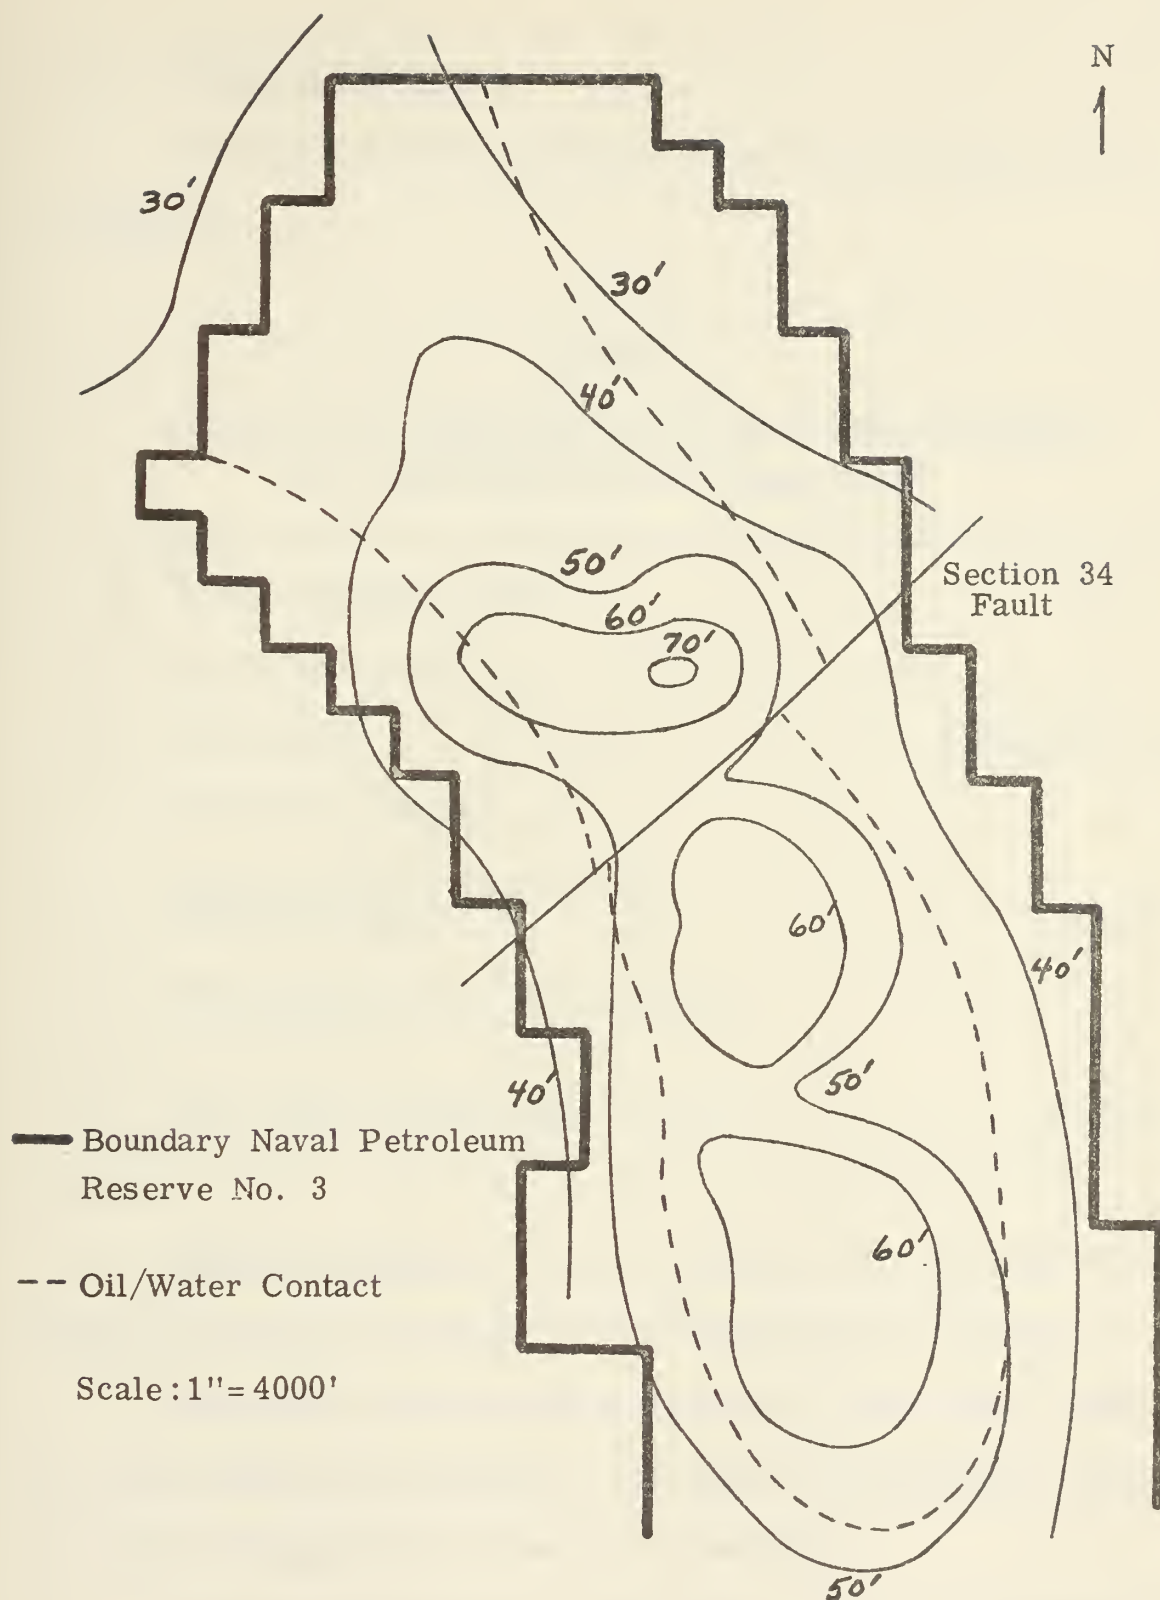 N
30'
30'
40'
50'
Section 34
Fault
60'
70'
60'
40'
50'
40'
Boundary Naval Petroleum
Reserve No. 3
60'
Oil/Water Contact
Scale: 1"= 4000'
50'